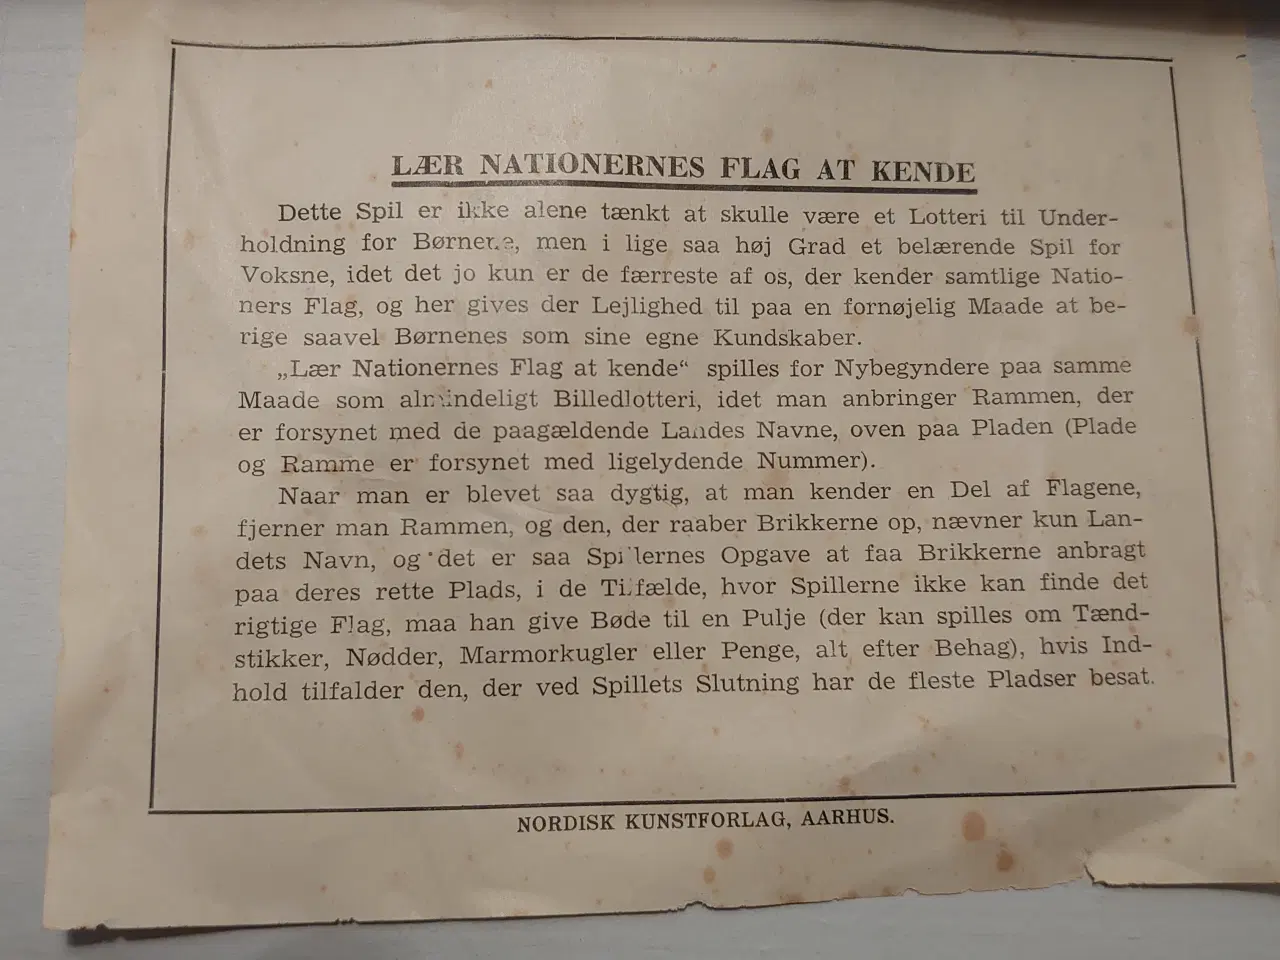 LÆR NATIONERNES FLAG AT KENDE
Dette Spil er ikke alene tænkt at skulle være et Lotteri til Under-
holdning for Børnene, men i lige saa høj Grad et belærende Spil for
Voksne, idet det jo kun er de færreste af os, der kender samtlige Natio-
ners Flag, og her gives der Lejlighed til paa en fornøjelig Maade at be-
rige saavel Børnenes som sine egne Kundskaber.
„Lær Nationernes Flag at kende“ spilles for Nybegyndere paa samme
Maade som almindeligt Billedlotteri, idet man anbringer Rammen, der
er forsynet med de paagældende Landes Navne, oven paa Pladen (Plade
og Ramme er forsynet med ligelydende Nummer).
Naar man er blevet saa dygtig, at man kender en Del af Flagene,
fjerner man Rammen, og den, der raaber Brikkerne op, nævner kun Lan-
dets Navn, og det er saa Spillernes Opgave at faa Brikkerne anbragt
paa deres rette Plads, i de Tilfælde, hvor Spillerne ikke kan finde det
rigtige Flag, maa han give Bøde til en Pulje (der kan spilles om Tænd-
stikker, Nødder, Marmorkugler eller Penge, alt efter Behag), hvis Ind-
hold tilfalder den, der ved Spillets Slutning har de fleste Pladser besat.
NORDISK KUNSTFORLAG, AARHUS.